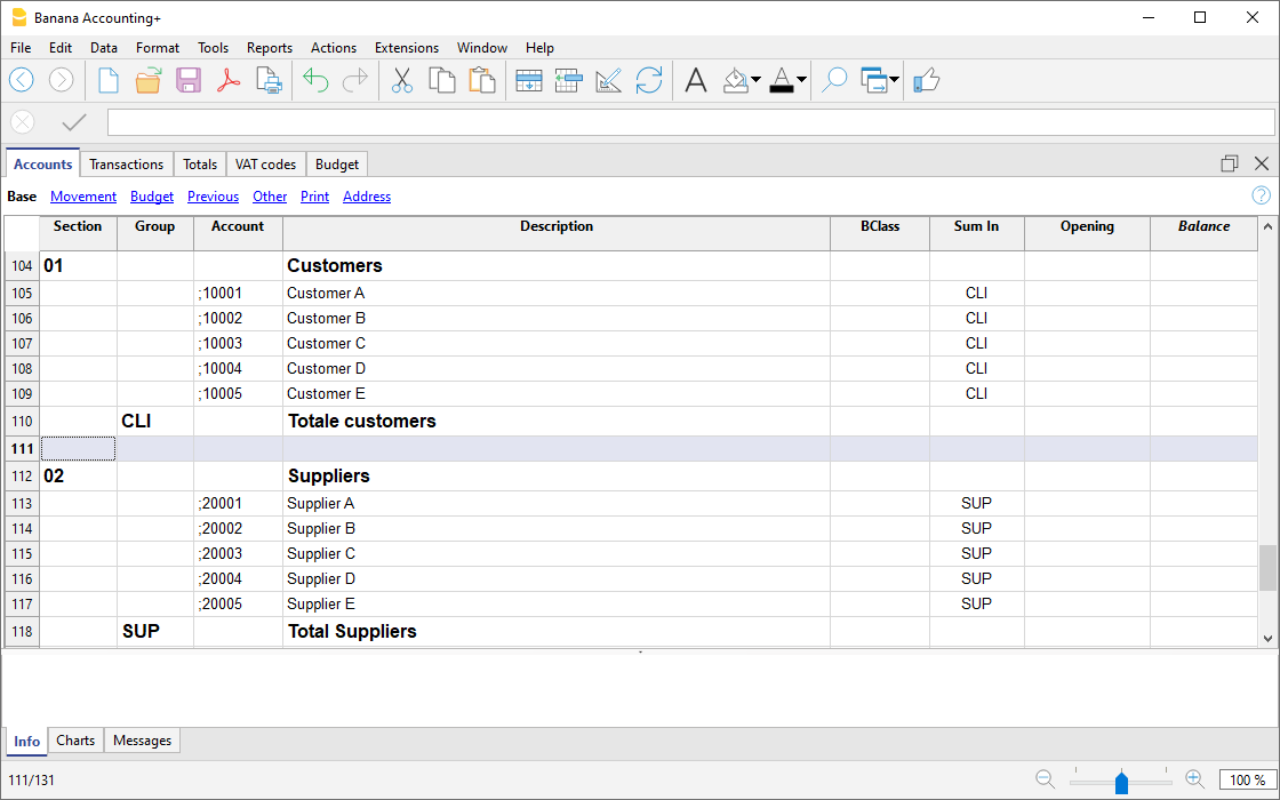 Banana Accounting+
File Edit Data Format Tools Reports Actions Extensions Window Help
Accounts Transactions Totals VAT codes Budget
Base Movement Budget Previous Other Print Address
Section Group Account Description BClass Sum In Opening Balance
104 01 Customers
105 ;10001 Customer A CLI
106 ;10002 Customer B CLI
107 ;10003 Customer C CLI
108 ;10004 Customer D CLI
109 ;10005 Customer E CLI
110 CLI Totale customers
111
112 02 Suppliers
113 ;20001 Supplier A SUP
114 ;20002 Supplier B SUP
115 ;20003 Supplier C SUP
116 ;20004 Supplier D SUP
117 ;20005 Supplier E SUP
118 SUP Total Suppliers
Info Charts Messages
111/131 100 %